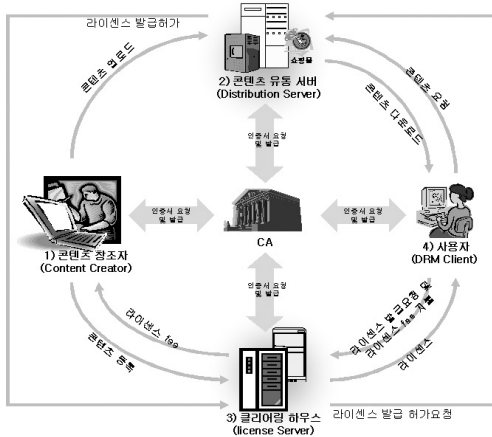 라이센스 발급허가
쇼핑몰
2) 콘텐츠 유통 서버
(Distribution Server)
콘텐츠 업로드
콘텐츠 요청
콘텐츠 다운로드
인증서 요청
및 발급
1) 콘텐츠 창조자
(Content Creator)
인증서 요청
및 발급
CA
인증서 요청
및 발급
4) 사용자
(DRM Client)
인증서 요청
및 발급
라이센스 fee
콘텐츠 등록
라이센스 발급요청 및
라이센스 fee 지불
라이센스
3) 클리어링 하우스
(license Server)
라이센스 발급 허가요청